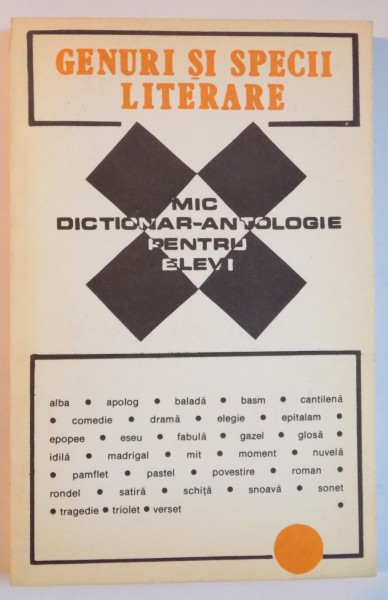 GENURI ȘI SPECII
LITERARE
MIC
DICTIONAR-ANTOLOGIE
PENTRU
ELEVI
alba • apolog • baladă • basm • cantilenă
• comedie • dramă • elegie • epitalam •
epopee • eseu • fabulă • gazel • glosă •
idilă • madrigal • mit • moment • nuvelă
• pamflet • pastel • povestire • roman •
rondel • satiră • schiță • snoavă • sonet
• tragedie • triolet • verset •